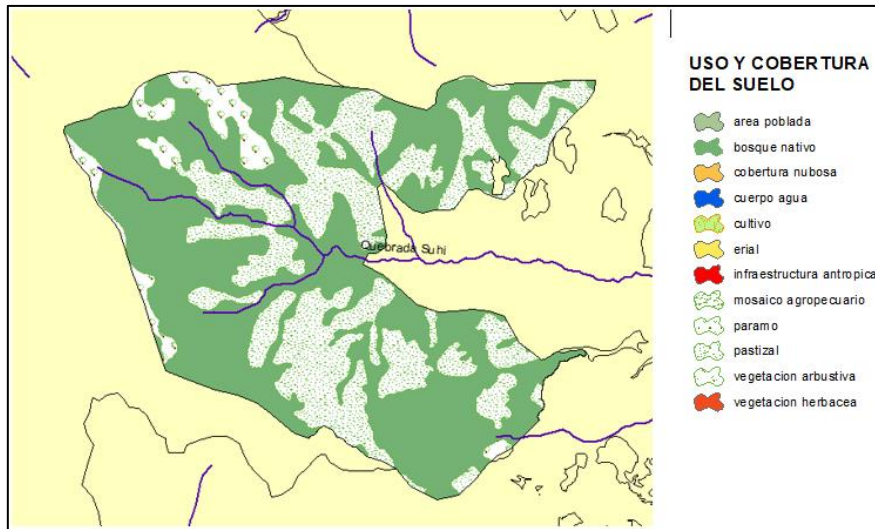 USO Y COBERTURA
DEL SUELO
area poblada
bosque nativo
cobertura nubosa
cuerpo agua
cultivo
erial
infraestructura antropica
mosaico agropecuario
paramo
pastizal
vegetacion arbustiva
vegetacion herbacea
Quebrada Suhi